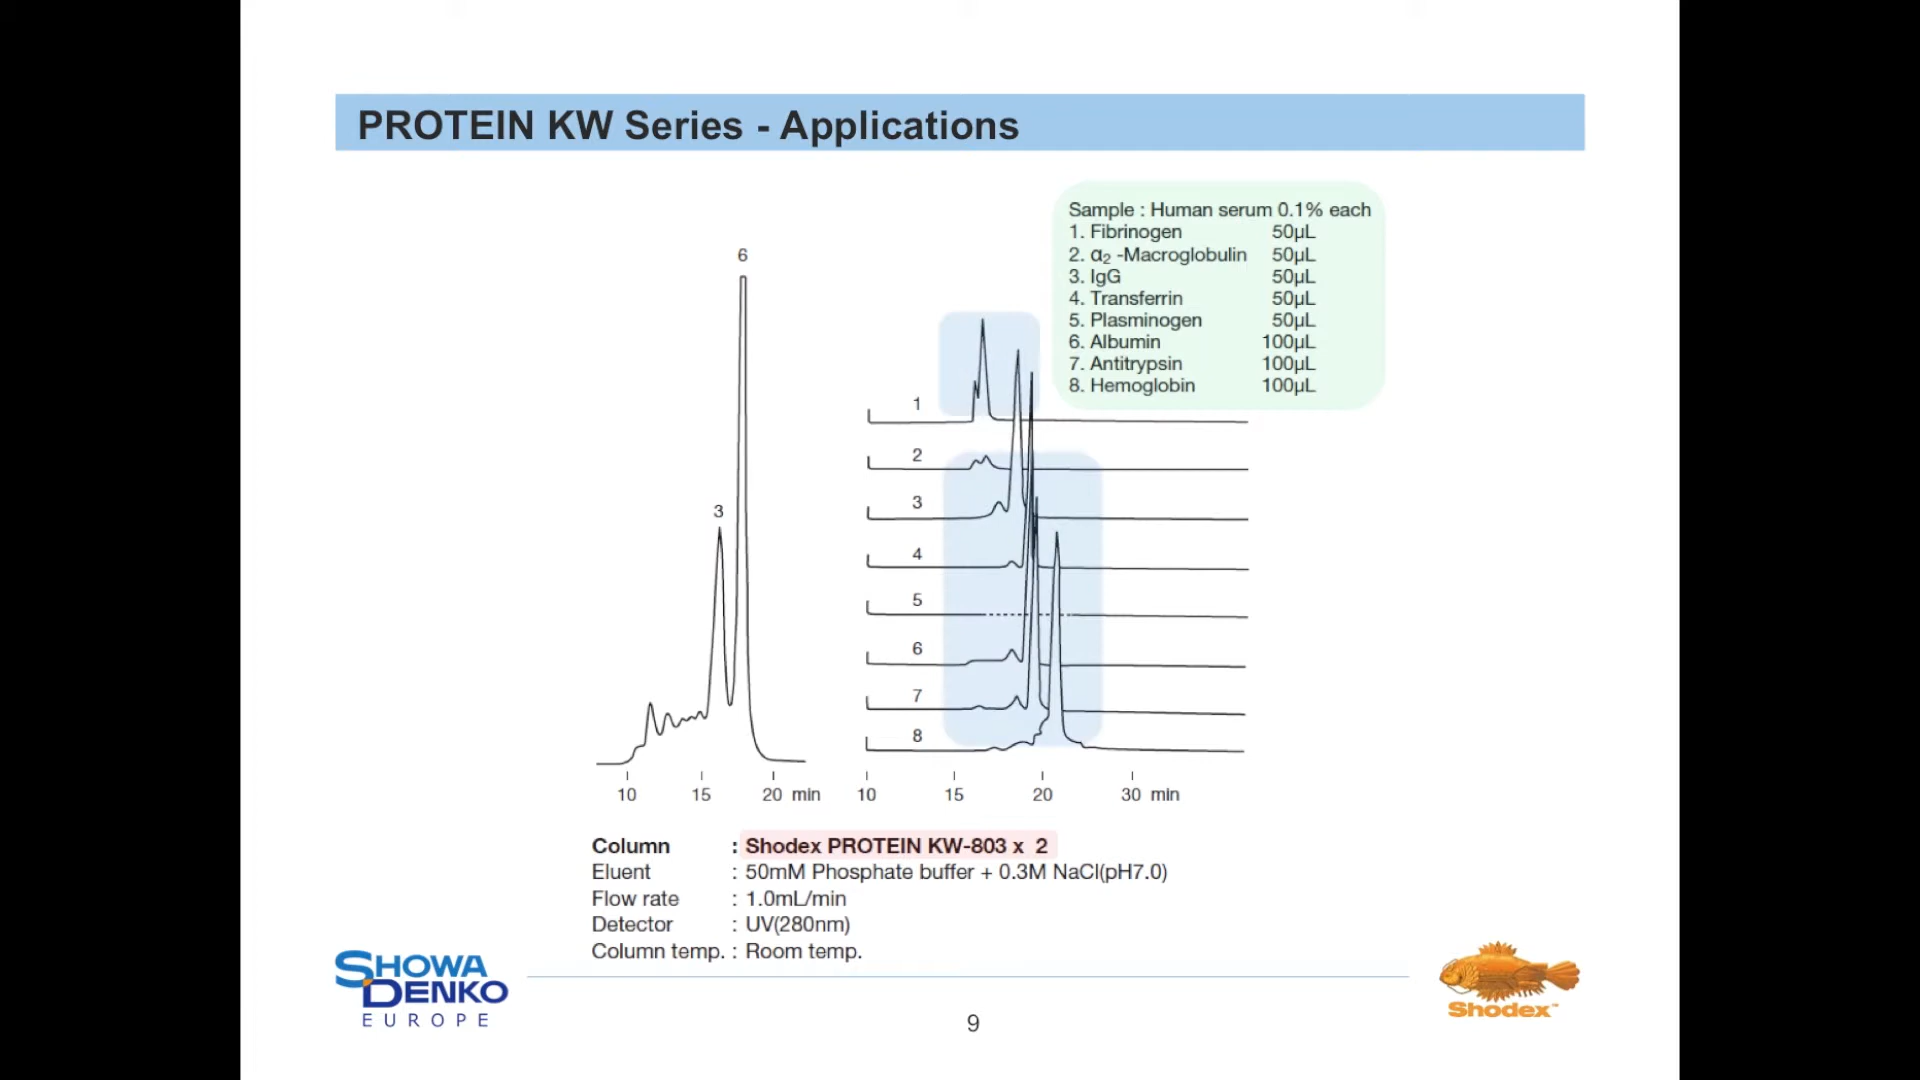 PROTEIN KW Series - Applications
Sample : Human serum 0.1% each
1. Fibrinogen 50µL
2. α₂ -Macroglobulin 50µL
3. IgG 50µL
4. Transferrin 50µL
5. Plasminogen 50µL
6. Albumin 100µL
7. Antitrypsin 100µL
8. Hemoglobin 100µL
6
3
10 15 20 min
1
2
3
4
5
6
7
8
10 15 20 30 min
Column : Shodex PROTEIN KW-803 x 2
Eluent : 50mM Phosphate buffer + 0.3M NaCl(pH7.0)
Flow rate : 1.0mL/min
Detector : UV(280nm)
Column temp. : Room temp.
SHOWA
DENKO
EUROPE
9
Shodex™